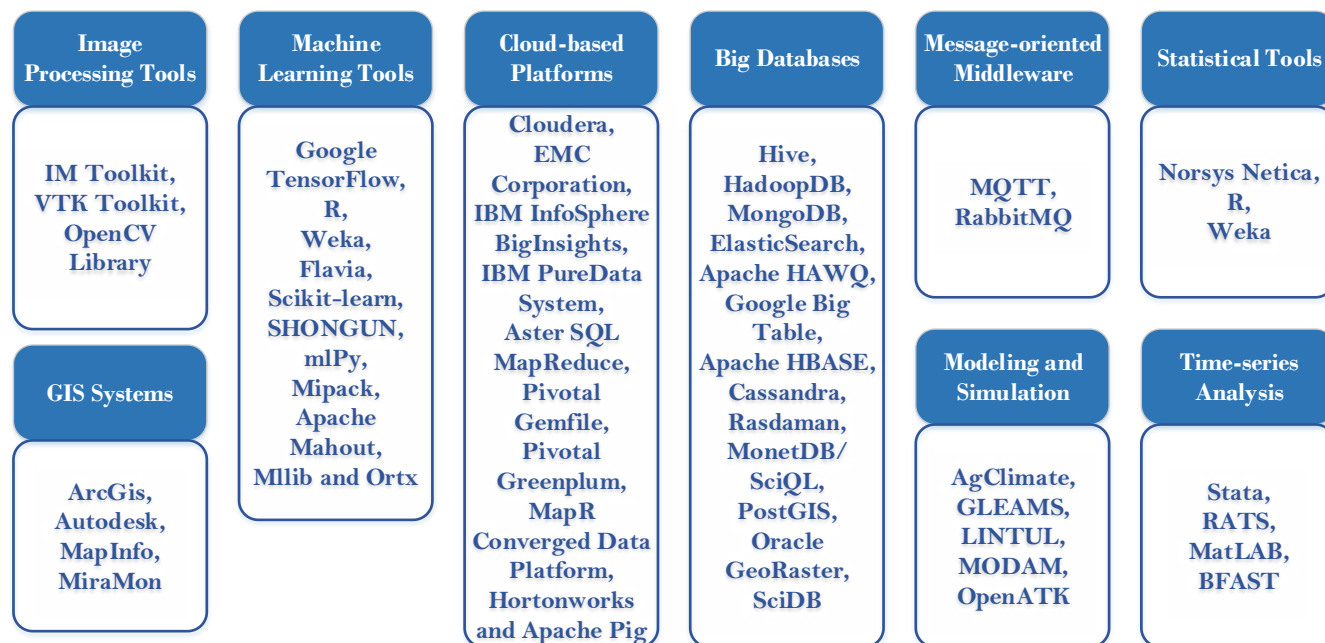 Image
Processing Tools
IM Toolkit,
VTK Toolkit,
OpenCV
Library
GIS Systems
ArcGis,
Autodesk,
MapInfo,
MiraMon
Machine
Learning Tools
Google
TensorFlow,
R,
Weka,
Flavia,
Scikit-learn,
SHONGUN,
mlPy,
Mipack,
Apache
Mahout,
Mllib and Ortx
Cloud-based
Platforms
Cloudera,
EMC
Corporation,
IBM InfoSphere
BigInsights,
IBM PureData
System,
Aster SQL
MapReduce,
Pivotal
Gemfile,
Pivotal
Greenplum,
MapR
Converged Data
Platform,
Hortonworks
and Apache Pig
Big Databases
Hive,
HadoopDB,
MongoDB,
ElasticSearch,
Apache HAWQ,
Google Big
Table,
Apache HBASE,
Cassandra,
Rasdaman,
MonetDB/
SciQL,
PostGIS,
Oracle
GeoRaster,
SciDB
Message-oriented
Middleware
MQTT,
RabbitMQ
Modeling and
Simulation
AgClimate,
GLEAMS,
LINTUL,
MODAM,
OpenATK
Statistical Tools
Norsys Netica,
R,
Weka
Time-series
Analysis
Stata,
RATS,
MatLAB,
BFAST